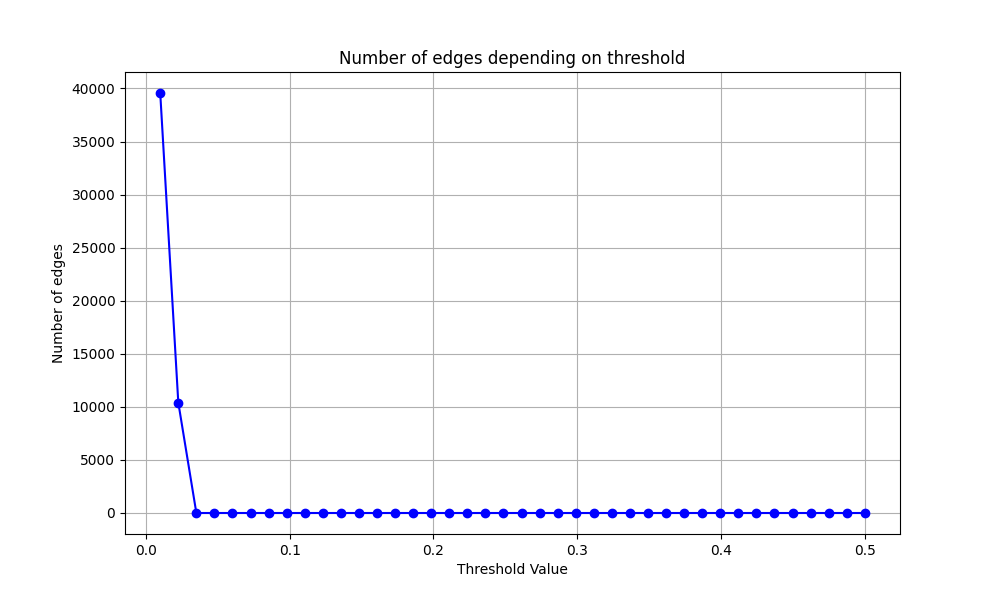 Number of edges depending on threshold
40000
35000
30000
25000
20000
15000
10000
5000
0
Number of edges
0.0 0.1 0.2 0.3 0.4 0.5
Threshold Value